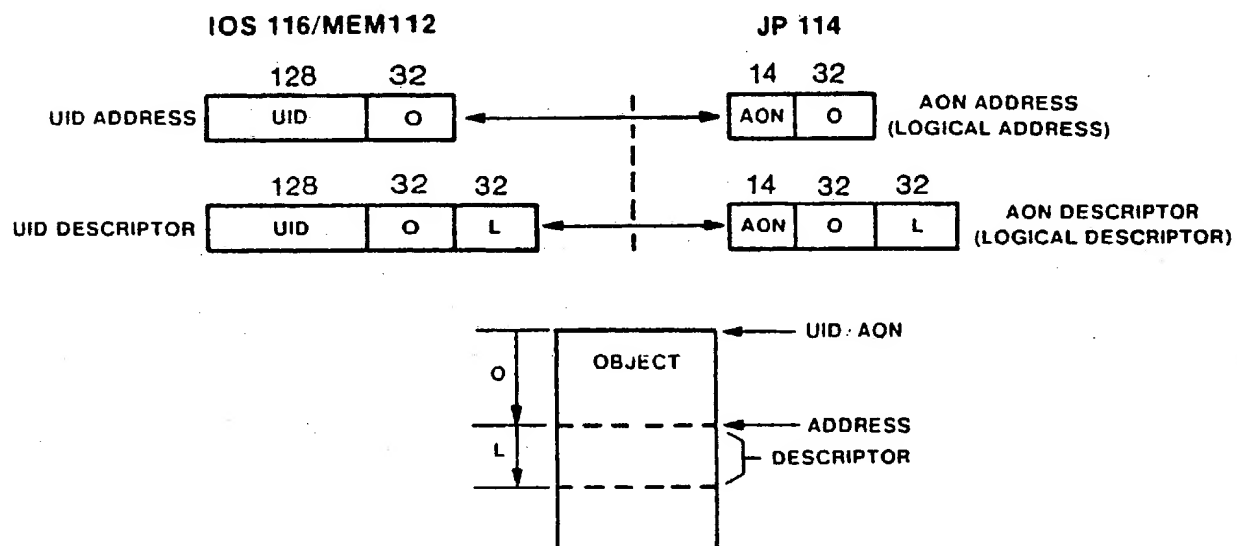 IOS 116/MEM112 JP 114
128 32 14 32
UID ADDRESS UID O AON O AON ADDRESS
(LOGICAL ADDRESS)
128 32 32 14 32 32
UID DESCRIPTOR UID O L AON O L AON DESCRIPTOR
(LOGICAL DESCRIPTOR)
UID: AON
OBJECT
O
ADDRESS
L
DESCRIPTOR